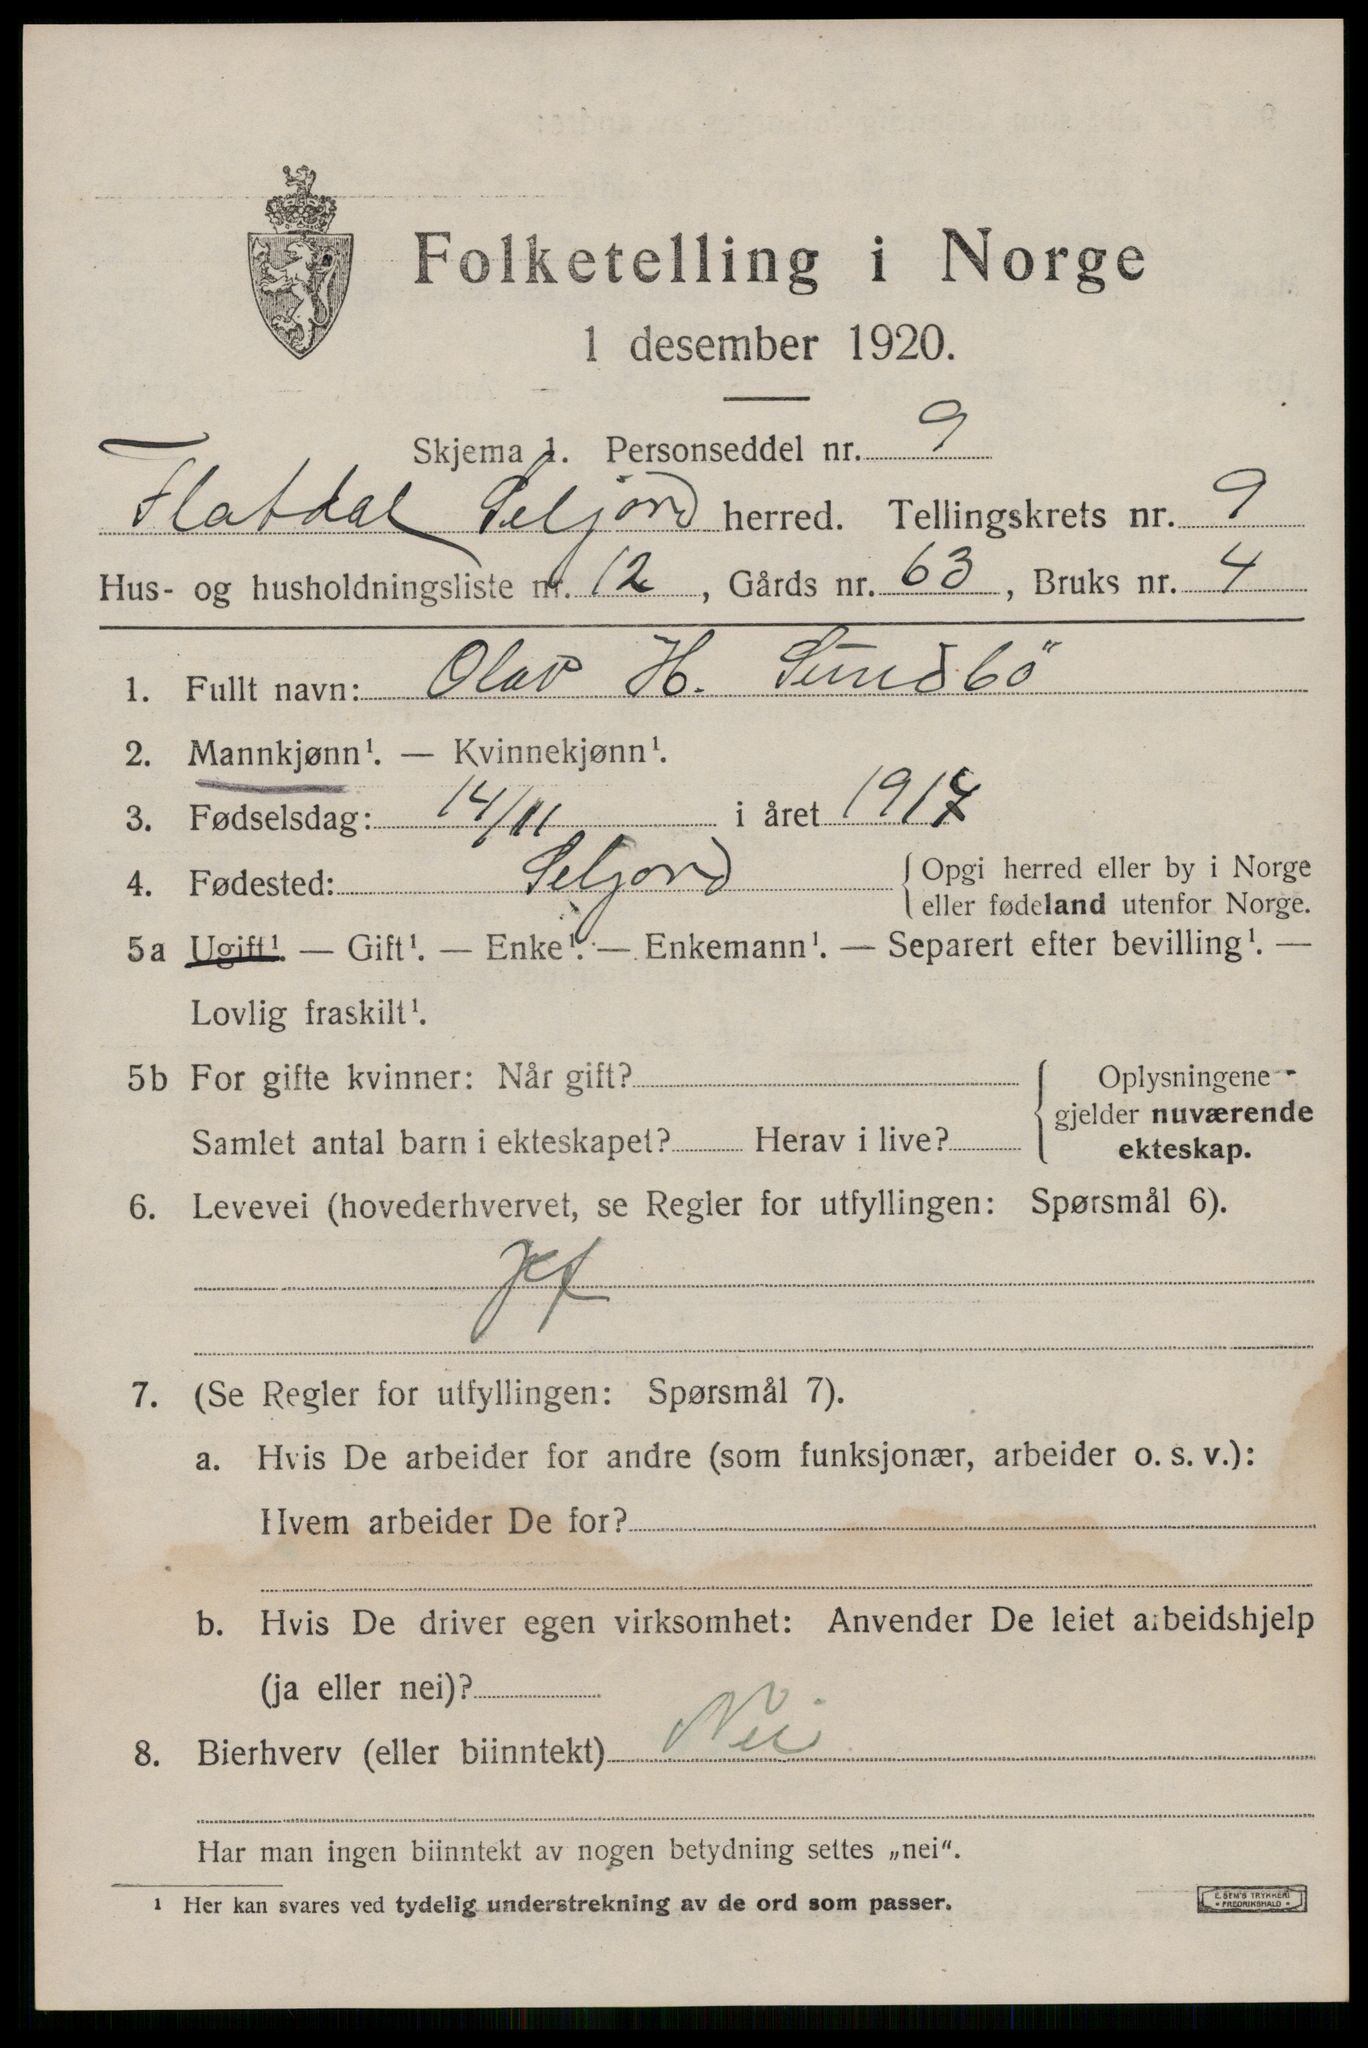 Folketelling i Norge
1 desember 1920.
Skjema 1. Personseddel nr. 9
Flatdal Seljord herred. Tellingskrets nr. 9
Hus- og husholdningsliste nr. 12, Gårds nr. 63, Bruks nr. 4
1. Fullt navn: Olav H. Sundbö
2. Mannkjønn¹. — Kvinnekjønn¹.
3. Fødselsdag: 14/11 i året
4. Fødested: Seljord { Opgi herred eller by i Norge
eller fødeland utenfor Norge.
5a Ugift¹. — Gift¹. — Enke¹. — Enkemann¹. — Separert efter bevilling¹. —
Lovlig fraskilt¹.
5b For gifte kvinner: Når gift? { Oplysningene
gjelder nuværende
Samlet antal barn i ekteskapet? Herav i live? ekteskap.
6. Levevei (hovederhvervet, se Regler for utfyllingen: Spørsmål 6).
7. (Se Regler for utfyllingen: Spørsmål 7).
a. Hvis De arbeider for andre (som funksjonær, arbeider o. s. v.):
Hvem arbeider De for?
b. Hvis De driver egen virksomhet: Anvender De leiet arbeidshjelp
(ja eller nei)?
8. Bierhverv (eller biinntekt) Nei
Har man ingen biinntekt av nogen betydning settes „nei“.
¹ Her kan svares ved tydelig understrekning av de ord som passer.
E. SEM'S TRYKKERI
* FREDRIKSHALD *